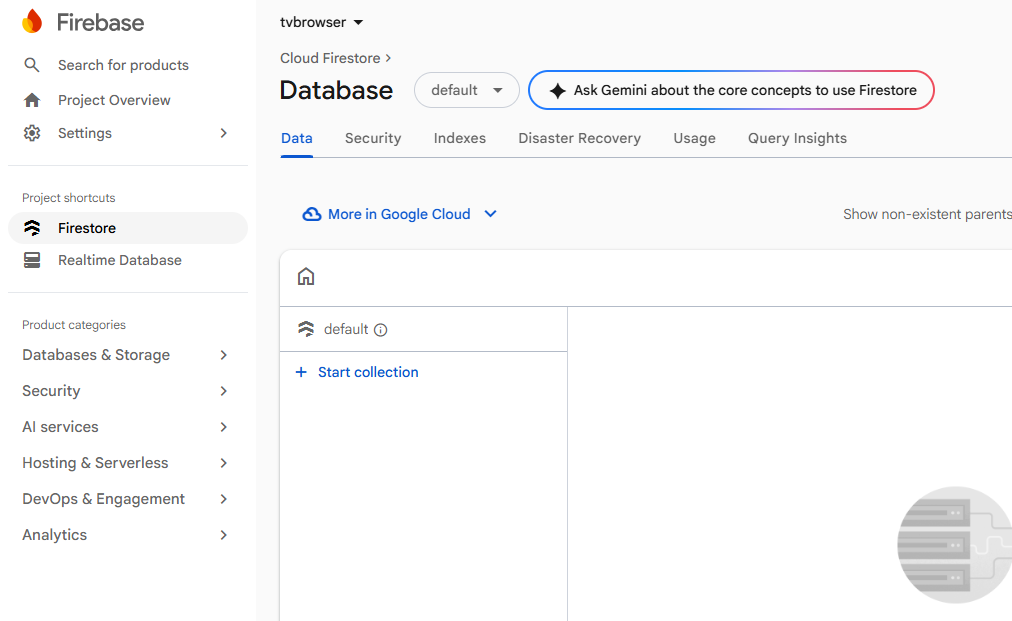 Firebase
Search for products
Project Overview
Settings
Project shortcuts
Firestore
Realtime Database
Product categories
Databases & Storage
Security
AI services
Hosting & Serverless
DevOps & Engagement
Analytics
tvbrowser
Cloud Firestore
Database
default
Ask Gemini about the core concepts to use Firestore
Data Security Indexes Disaster Recovery Usage Query Insights
More in Google Cloud
Show non-existent parents
default
Start collection